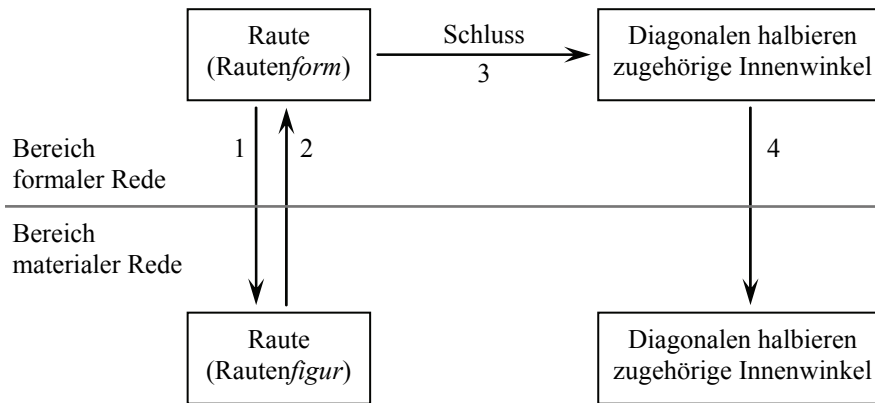 Raute
(Rautenform)
Schluss
3
Diagonalen halbieren
zugehörige Innenwinkel
1
2
4
Bereich
formaler Rede
Bereich
materialer Rede
Raute
(Rautenfigur)
Diagonalen halbieren
zugehörige Innenwinkel